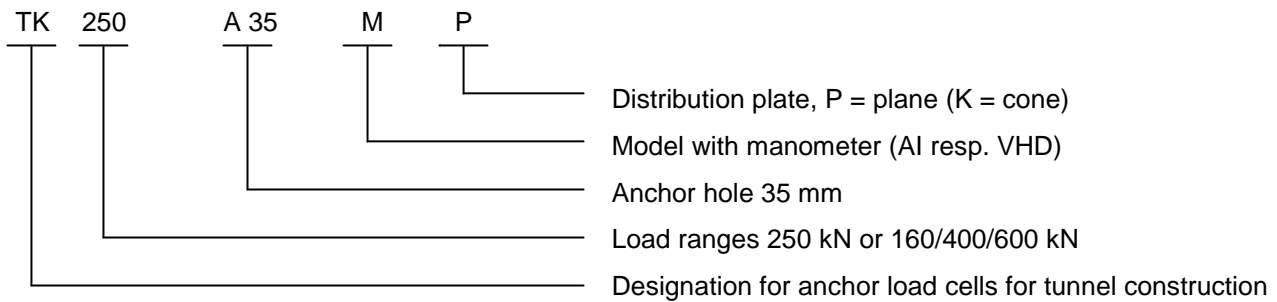 TK 250 A 35 M P
Distribution plate, P = plane (K = cone)
Model with manometer (AI resp. VHD)
Anchor hole 35 mm
Load ranges 250 kN or 160/400/600 kN
Designation for anchor load cells for tunnel construction